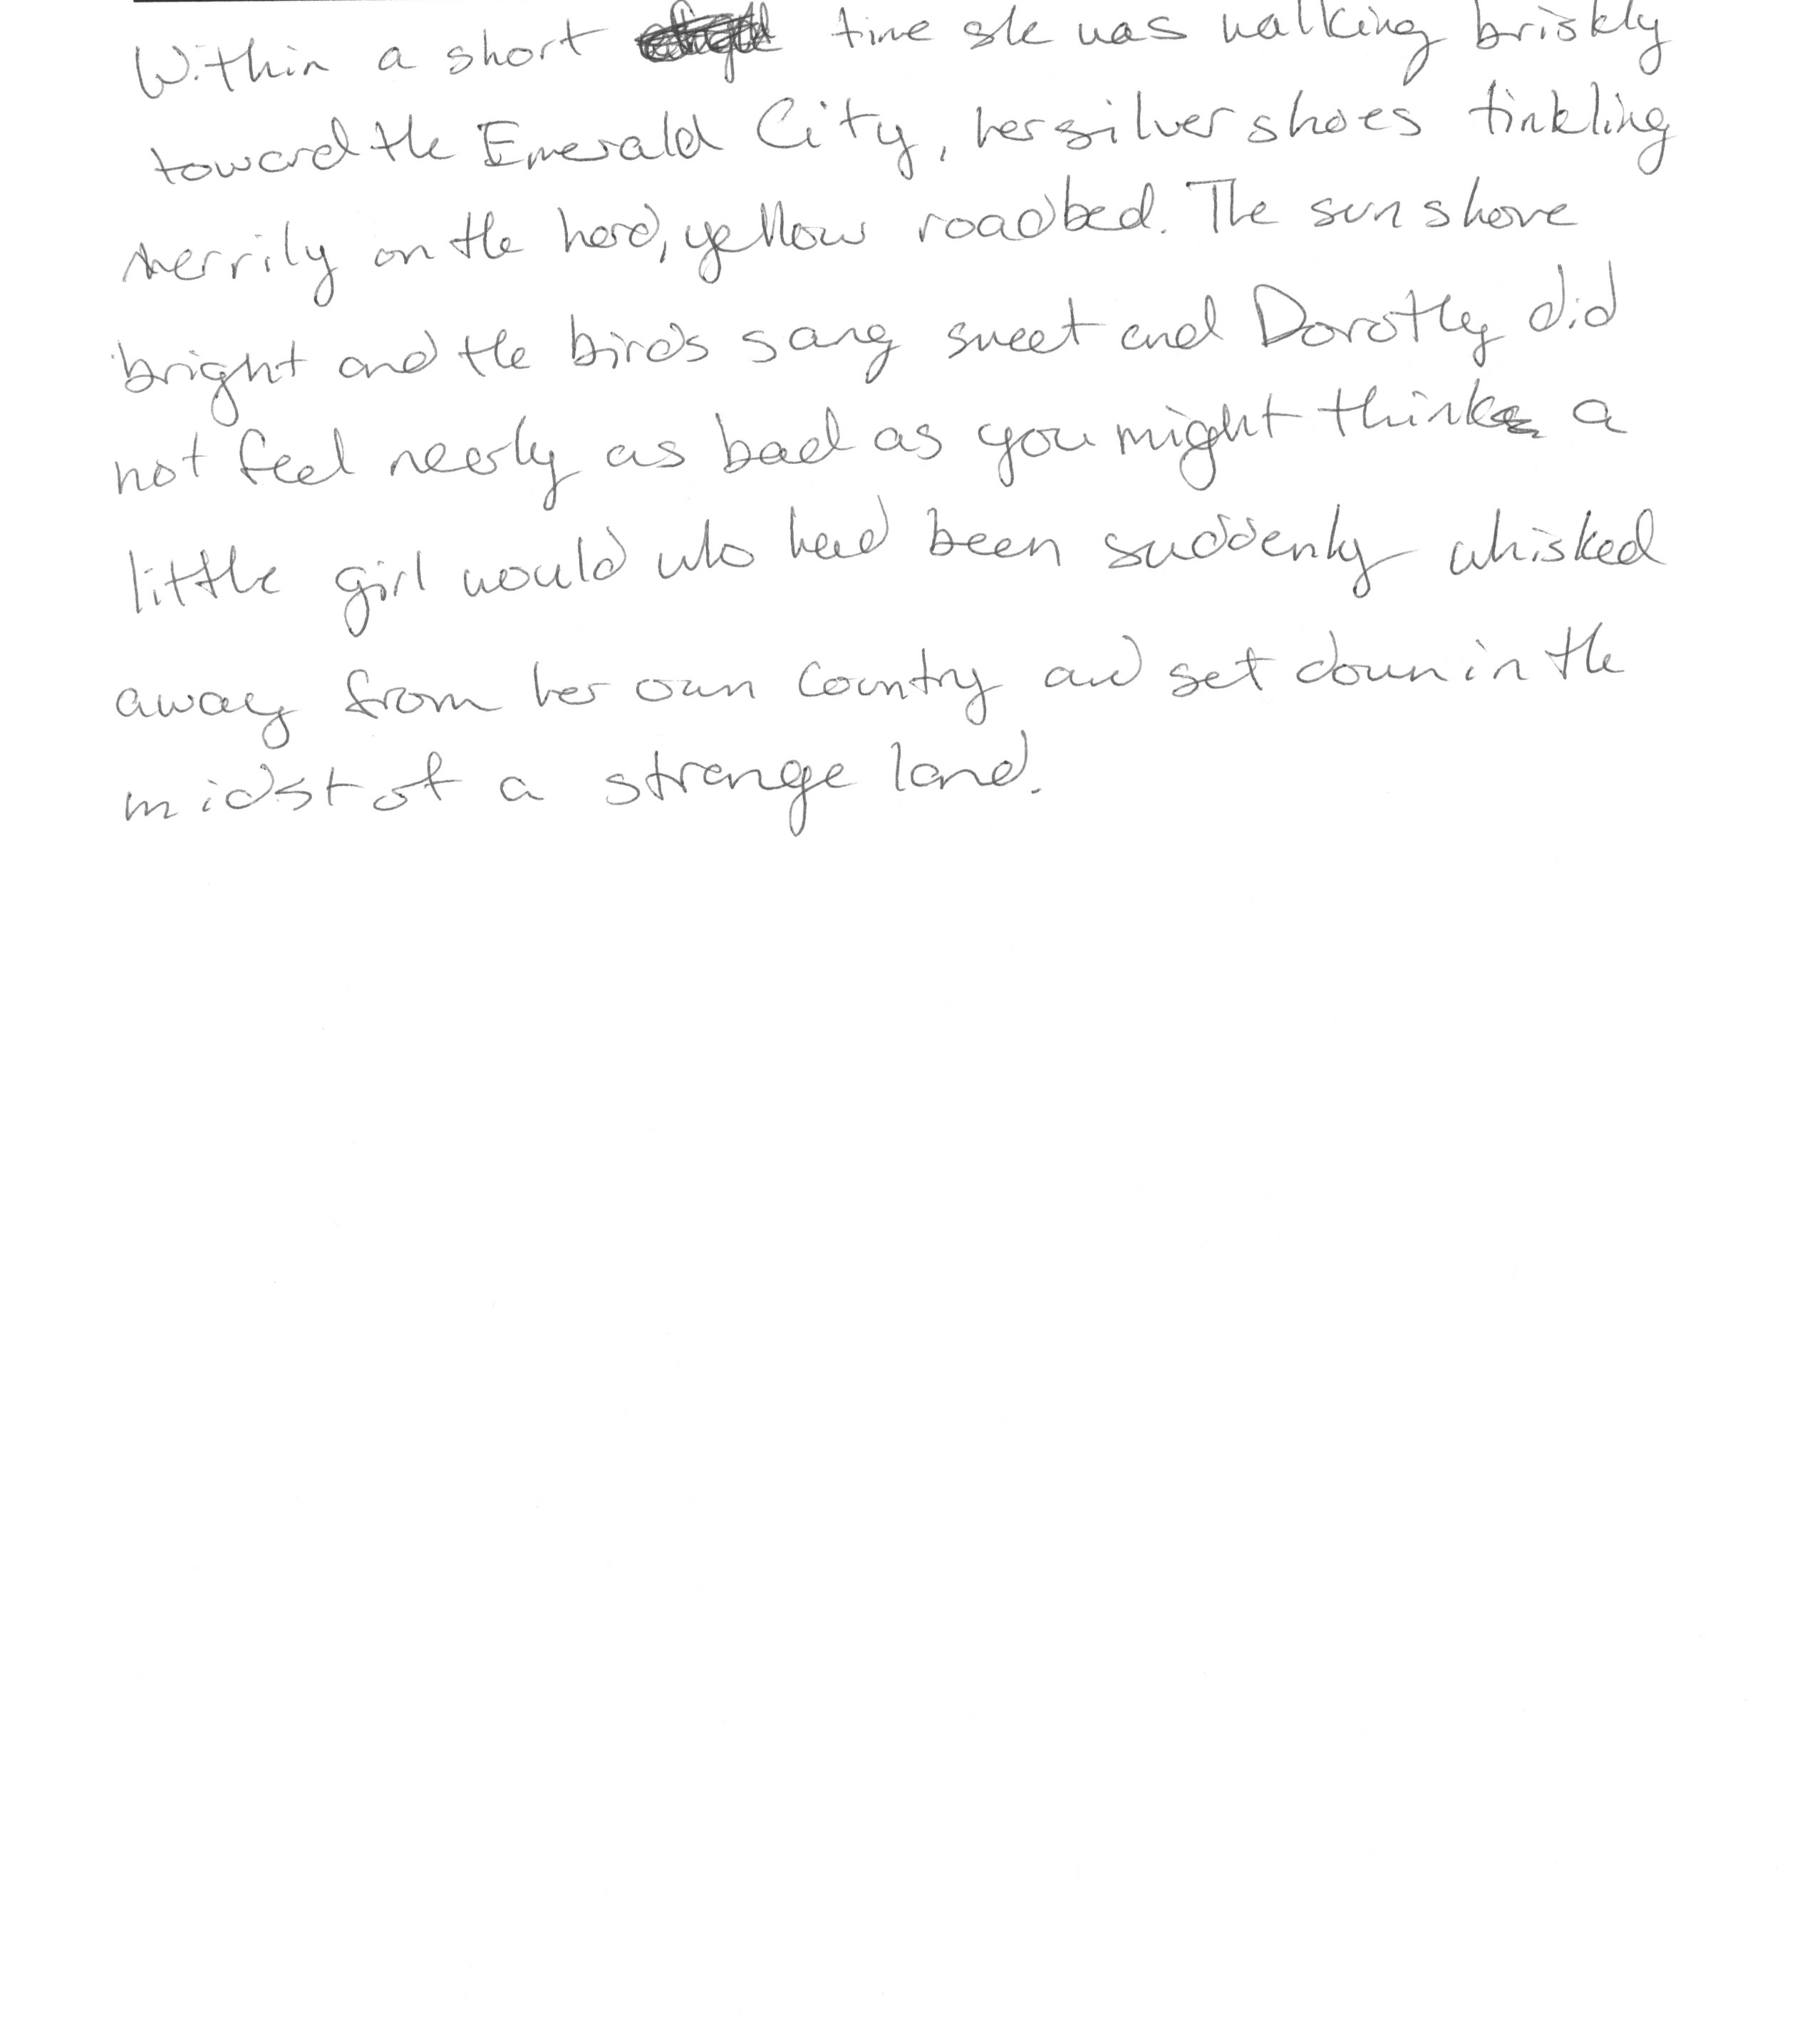 Within a short time she was walking briskly
toward the Emerald City, her silver shoes tinkling
merrily on the hard, yellow roadbed. The sun shone
bright and the birds sang sweet and Dorothy did
not feel nearly as bad as you might think a
little girl would who had been suddenly whisked
away from her own country and set down in the
midst of a strange land.